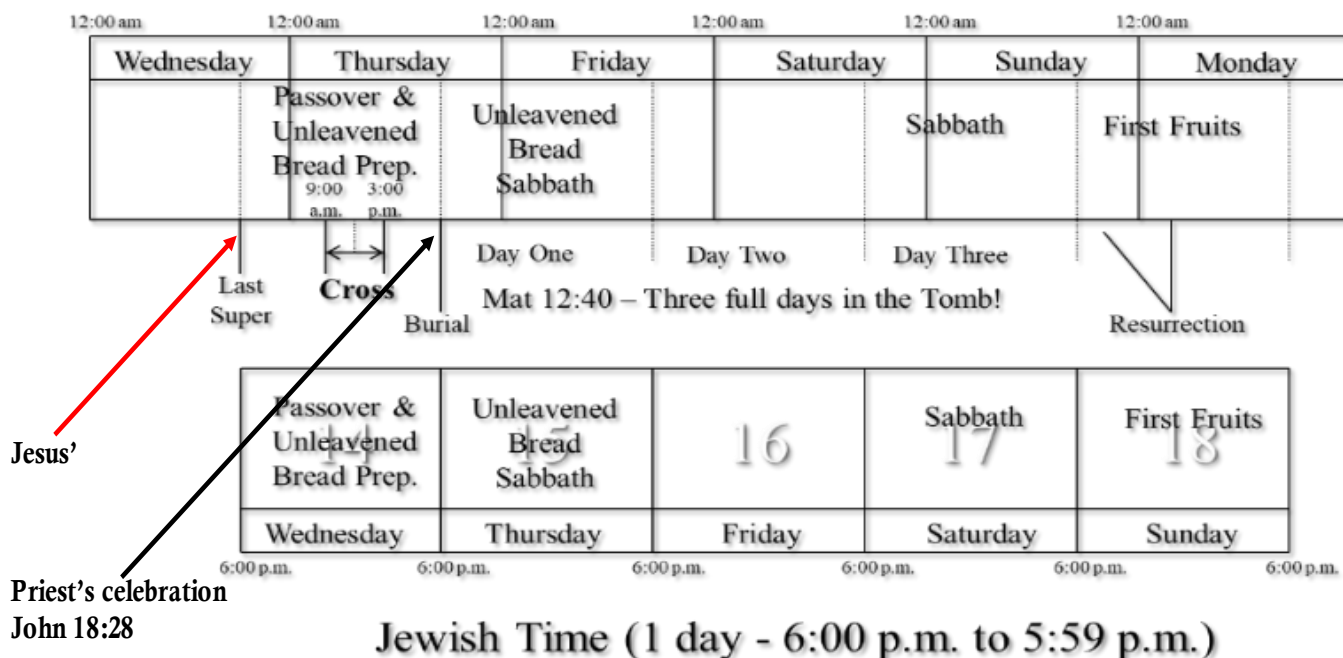 12:00 am 12:00 am 12:00 am 12:00 am 12:00 am 12:00 am
Wednesday Thursday Friday Saturday Sunday Monday
Passover &
Unleavened
Bread Prep.
9:00
a.m.
3:00
p.m.
Unleavened
Bread
Sabbath
Sabbath
First Fruits
Last
Super
Cross
Burial
Day One Day Two Day Three
Mat 12:40 – Three full days in the Tomb!
Resurrection
Jesus’
Passover &
Unleavened
Bread Prep.
14
Unleavened
Bread
Sabbath
15
16
Sabbath
17
First Fruits
18
Wednesday Thursday Friday Saturday Sunday
6:00 p.m. 6:00 p.m. 6:00 p.m. 6:00 p.m. 6:00 p.m. 6:00 p.m.
Priest’s celebration
John 18:28
Jewish Time (1 day - 6:00 p.m. to 5:59 p.m.)